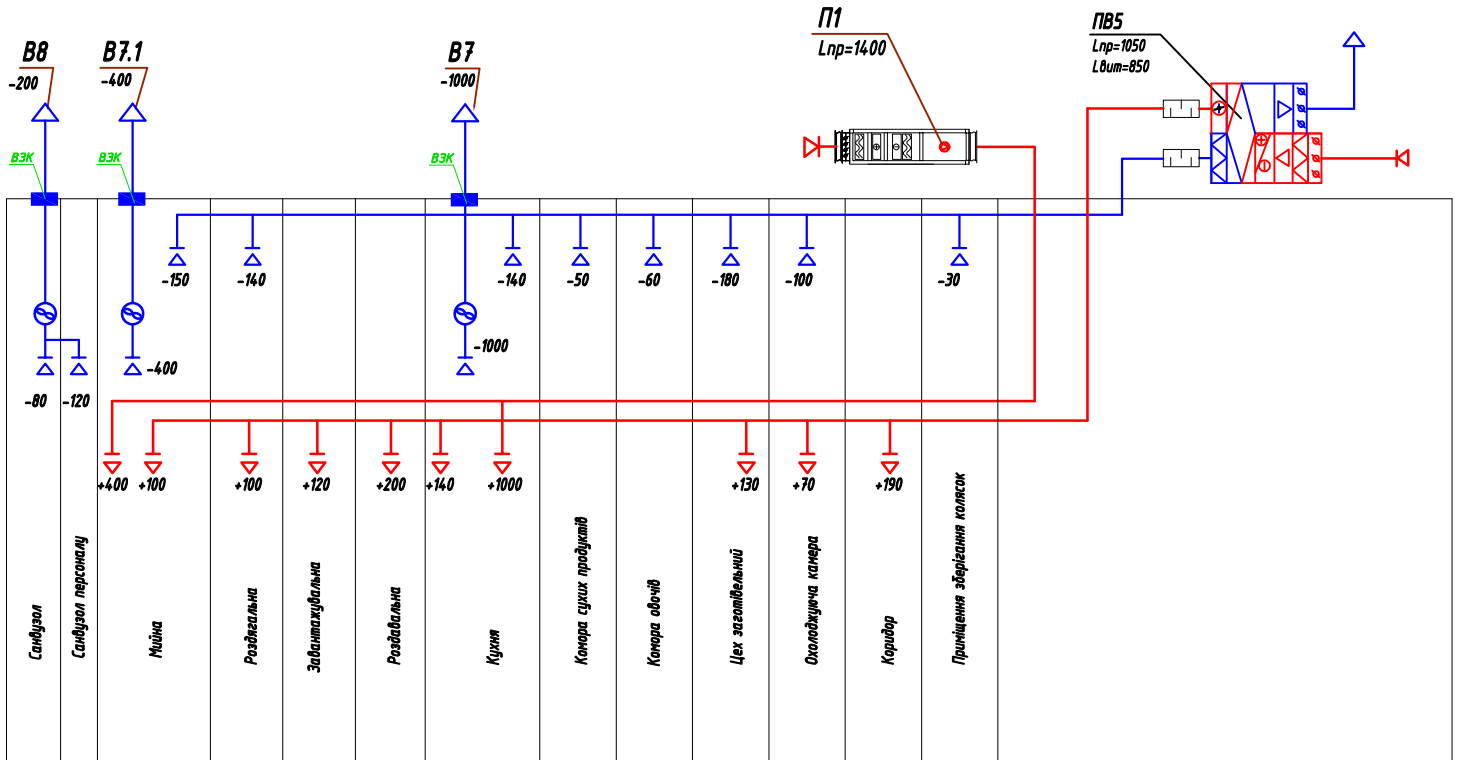 П1
Lпр=1400
ПВ5
Lпр=1050
Lвит=850
В8
-200
В7.1
-400
В7
-1000
ВЗК
ВЗК
ВЗК
-150
-140
-140
-50
-60
-180
-100
-30
-1000
-400
-80
-120
+400
+100
+100
+120
+200
+140
+1000
+130
+70
+190
Санвузол
Санвузол персоналу
Мийна
Роздягальна
Завантажувальна
Роздавальна
Кухня
Комора сухих продуктів
Комора овочів
Цех заготівельний
Охолоджуюча камера
Коридор
Приміщення зберігання колясок